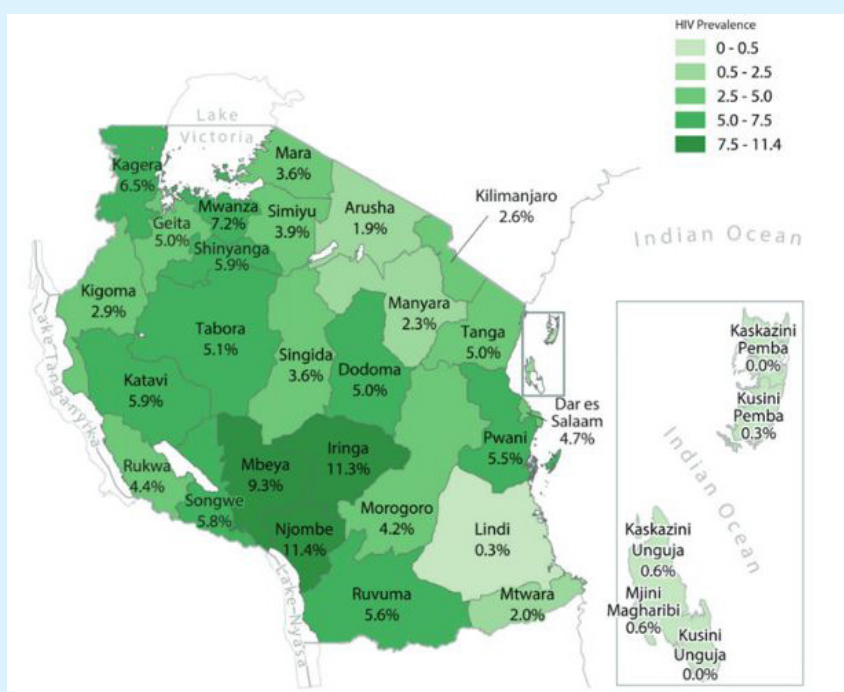 HIV Prevalence
0 - 0.5
0.5 - 2.5
2.5 - 5.0
5.0 - 7.5
7.5 - 11.4
Lake
Victoria
Kagera
6.5%
Mara
3.6%
Mwanza
7.2%
Simiyu
3.9%
Arusha
1.9%
Kilimanjaro
2.6%
Geita
5.0%
Shinyanga
5.9%
Indian Ocean
Kigoma
2.9%
Tabora
5.1%
Manyara
2.3%
Tanga
5.0%
Singida
3.6%
Dodoma
5.0%
Katavi
5.9%
Lake Tanganyika
Dar es
Salaam
4.7%
Pwani
5.5%
Mbeya
9.3%
Iringa
11.3%
Rukwa
4.4%
Songwe
5.8%
Morogoro
4.2%
Njombe
11.4%
Lindi
0.3%
Ruvuma
5.6%
Mtwara
2.0%
Lake Nyasa
Kaskazini
Pemba
0.0%
Kusini
Pemba
0.3%
Indian Ocean
Kaskazini
Unguja
0.6%
Mjini
Magharibi
0.6%
Kusini
Unguja
0.0%